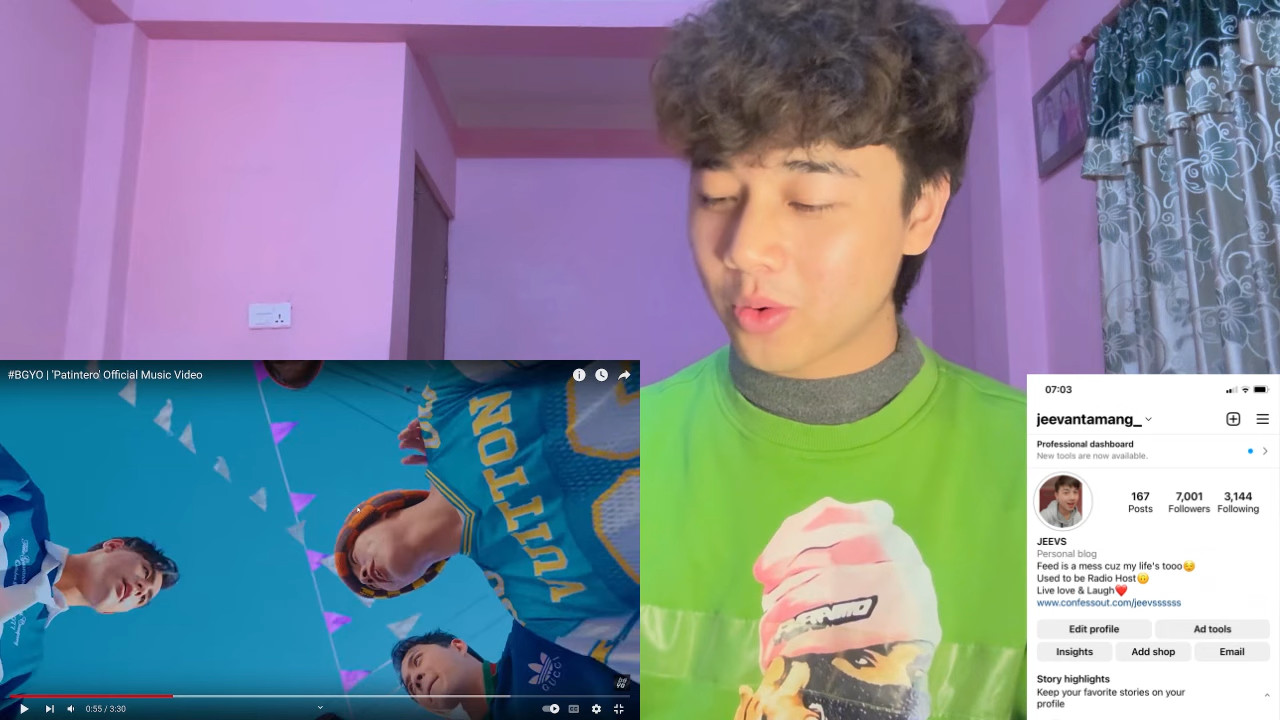 #BGYO | 'Patintero' Official Music Video
VUITTON
GUCCI
0:55 / 3:30
07:03
jeevantamang_
Professional dashboard
New tools are now available.
167
7,001
3,144
Posts
Followers
Following
JEEVS
Personal blog
Feed is a mess cuz my life's tooo😔
Used to be Radio Host🙃
Live love & Laugh❤️
www.confessout.com/jeevssssss
Edit profile
Ad tools
Insights
Add shop
Email
Story highlights
Keep your favorite stories on your
profile